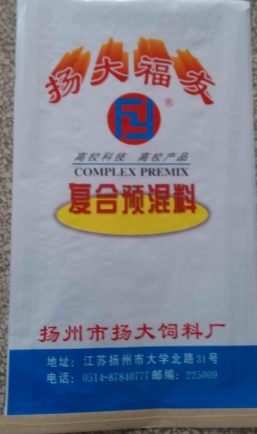 扬大福友
®
高校科技 高校产品
COMPLEX PREMIX
复合预混料
扬州市扬大饲料厂
地址：江苏扬州市大学北路31号
电话：0514-87840777 邮编：225009